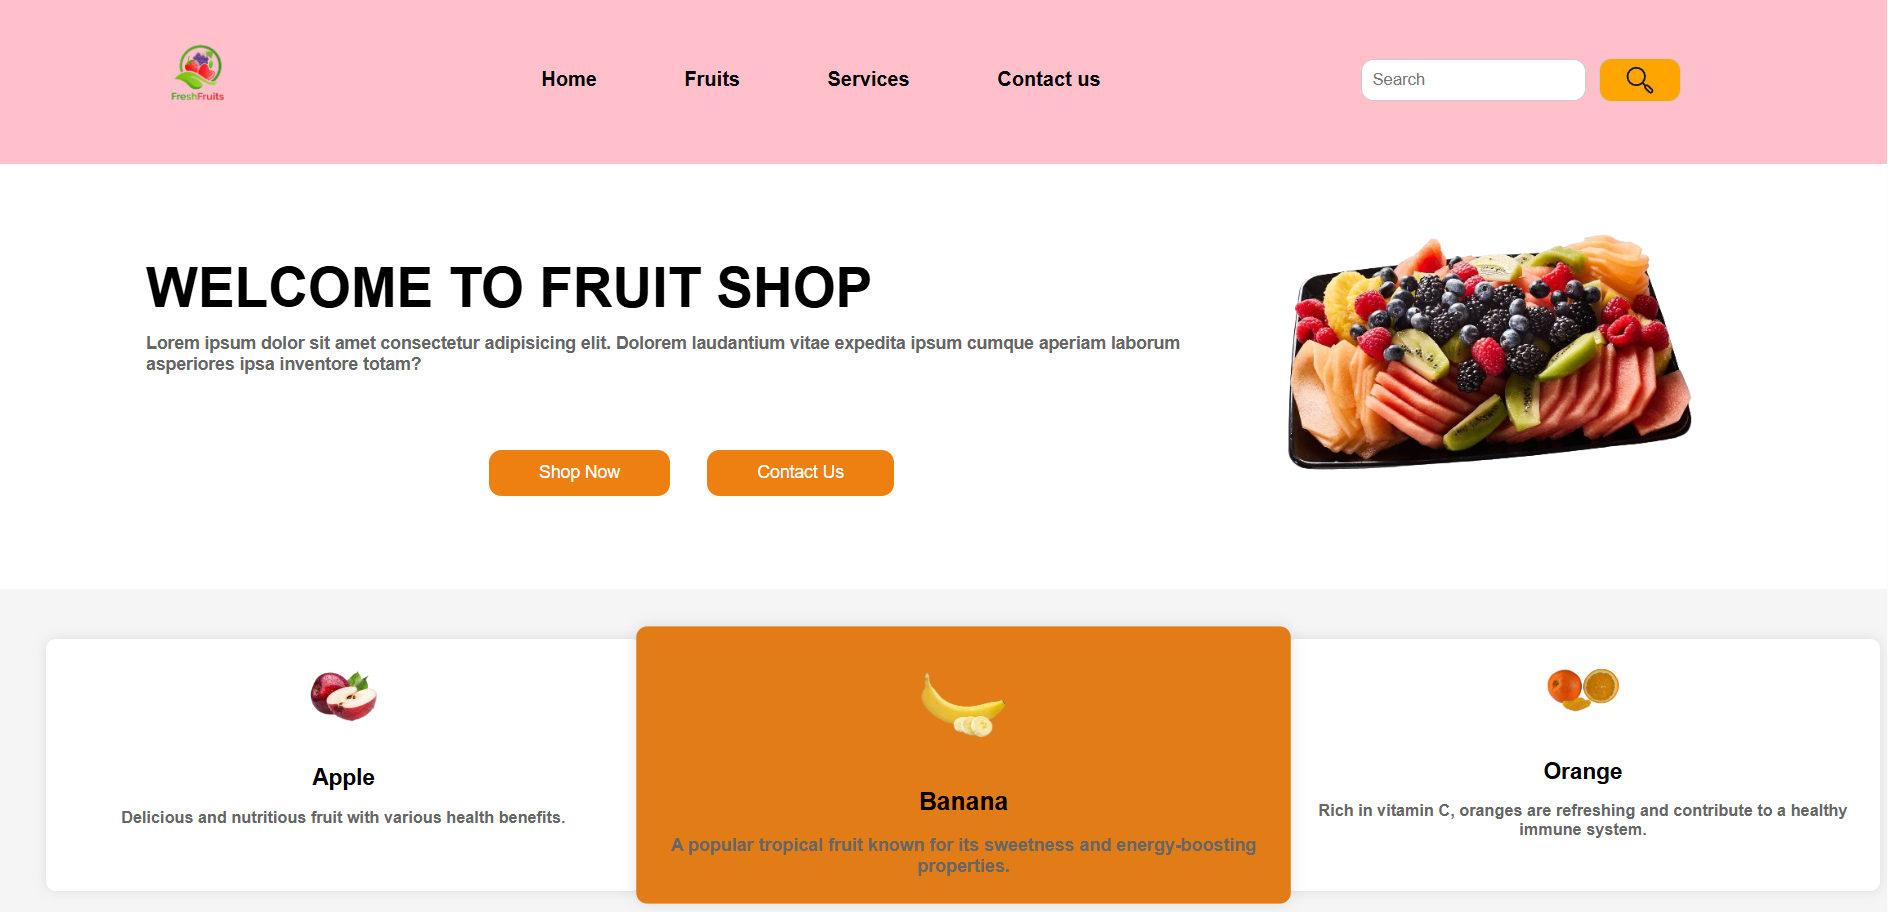 FreshFruits
Home
Fruits
Services
Contact us
Search
WELCOME TO FRUIT SHOP
Lorem ipsum dolor sit amet consectetur adipisicing elit. Dolorem laudantium vitae expedita ipsum cumque aperiam laborum
asperiores ipsa inventore totam?
Shop Now
Contact Us
Apple
Delicious and nutritious fruit with various health benefits.
Banana
A popular tropical fruit known for its sweetness and energy-boosting
properties.
Orange
Rich in vitamin C, oranges are refreshing and contribute to a healthy
immune system.